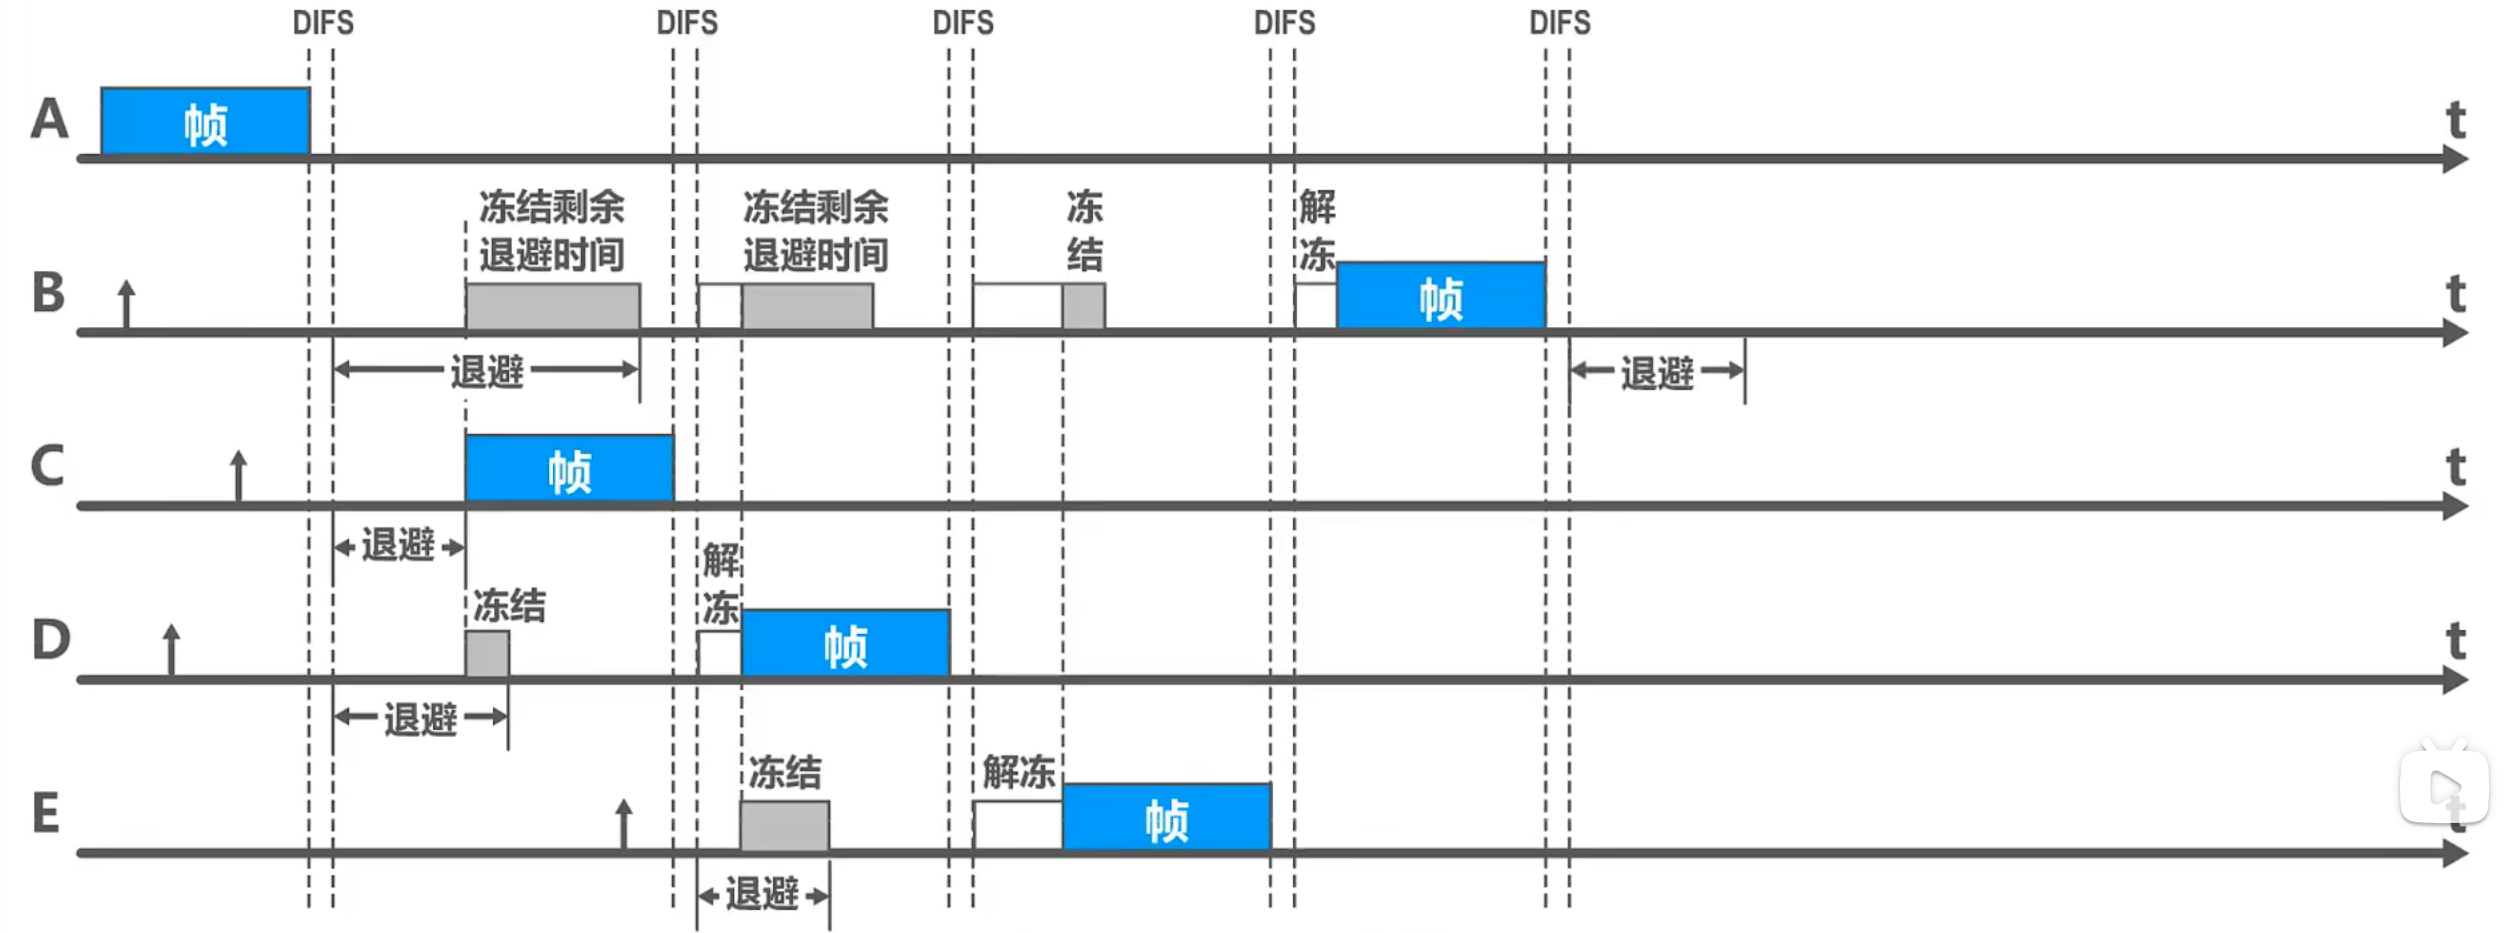 DIFS DIFS DIFS DIFS DIFS
A 帧 t
冻结剩余
退避时间
冻结剩余
退避时间
冻
结
解
冻
B 帧 t
退避 退避
C 帧 t
退避
解
冻
冻结
D 帧 t
退避
冻结 解冻
E 帧 t
退避